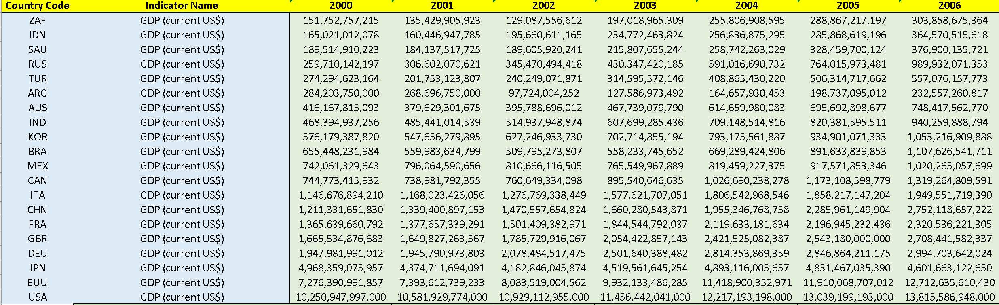 Country Code Indicator Name 2000 2001 2002 2003 2004 2005 2006
ZAF GDP (current US$) 151,752,757,215 135,429,905,923 129,087,556,612 197,018,965,309 255,806,908,595 288,867,217,197 303,858,675,364
IDN GDP (current US$) 165,021,012,078 160,446,947,785 195,660,611,165 234,772,463,824 256,836,875,295 285,868,619,196 364,570,515,618
SAU GDP (current US$) 189,514,910,223 184,137,517,725 189,605,920,241 215,807,655,244 258,742,263,029 328,459,700,124 376,900,135,721
RUS GDP (current US$) 259,710,142,197 306,602,070,621 345,470,494,418 430,347,420,185 591,016,690,732 764,015,973,481 989,932,071,353
TUR GDP (current US$) 274,294,623,164 201,753,123,807 240,249,071,871 314,595,572,146 408,865,430,220 506,314,717,662 557,076,157,773
ARG GDP (current US$) 284,203,750,000 268,696,750,000 97,724,004,252 127,586,973,492 164,657,930,453 198,737,095,012 232,557,260,817
AUS GDP (current US$) 416,167,815,093 379,629,301,675 395,788,696,012 467,739,079,790 614,659,980,083 695,692,898,677 748,417,562,770
IND GDP (current US$) 468,394,937,256 485,441,014,539 514,937,948,874 607,699,285,436 709,148,514,816 820,381,595,511 940,259,888,794
KOR GDP (current US$) 576,179,387,820 547,656,279,895 627,246,933,730 702,714,855,194 793,175,561,887 934,901,071,333 1,053,216,909,888
BRA GDP (current US$) 655,448,231,984 559,983,634,799 509,795,273,807 558,233,745,652 669,289,424,806 891,633,839,853 1,107,626,541,711
MEX GDP (current US$) 742,061,329,643 796,064,590,656 810,666,116,505 765,549,967,889 819,459,227,375 917,571,853,346 1,020,265,057,699
CAN GDP (current US$) 744,773,415,932 738,981,792,355 760,649,334,098 895,540,646,635 1,026,690,238,278 1,173,108,598,779 1,319,264,809,591
ITA GDP (current US$) 1,146,676,894,210 1,168,023,426,056 1,276,769,338,449 1,577,621,707,051 1,806,542,968,546 1,858,217,147,204 1,949,551,719,390
CHN GDP (current US$) 1,211,331,651,830 1,339,400,897,153 1,470,557,654,824 1,660,280,543,871 1,955,346,768,758 2,285,961,149,904 2,752,118,657,222
FRA GDP (current US$) 1,365,639,660,792 1,377,657,339,291 1,501,409,382,971 1,844,544,792,037 2,119,633,181,634 2,196,945,232,436 2,320,536,221,305
GBR GDP (current US$) 1,665,534,876,683 1,649,827,263,567 1,785,729,916,067 2,054,422,857,143 2,421,525,082,387 2,543,180,000,000 2,708,441,582,337
DEU GDP (current US$) 1,947,981,991,012 1,945,790,973,803 2,078,484,517,475 2,501,640,388,482 2,814,353,869,359 2,846,864,211,175 2,994,703,642,024
JPN GDP (current US$) 4,968,359,075,957 4,374,711,694,091 4,182,846,045,874 4,519,561,645,254 4,893,116,005,657 4,831,467,035,390 4,601,663,122,650
EUU GDP (current US$) 7,276,390,991,857 7,393,612,739,233 8,083,519,004,562 9,932,133,486,285 11,418,900,352,971 11,910,068,707,012 12,712,635,610,430
USA GDP (current US$) 10,250,947,997,000 10,581,929,774,000 10,929,112,955,000 11,456,442,041,000 12,217,193,198,000 13,039,199,193,000 13,815,586,948,000